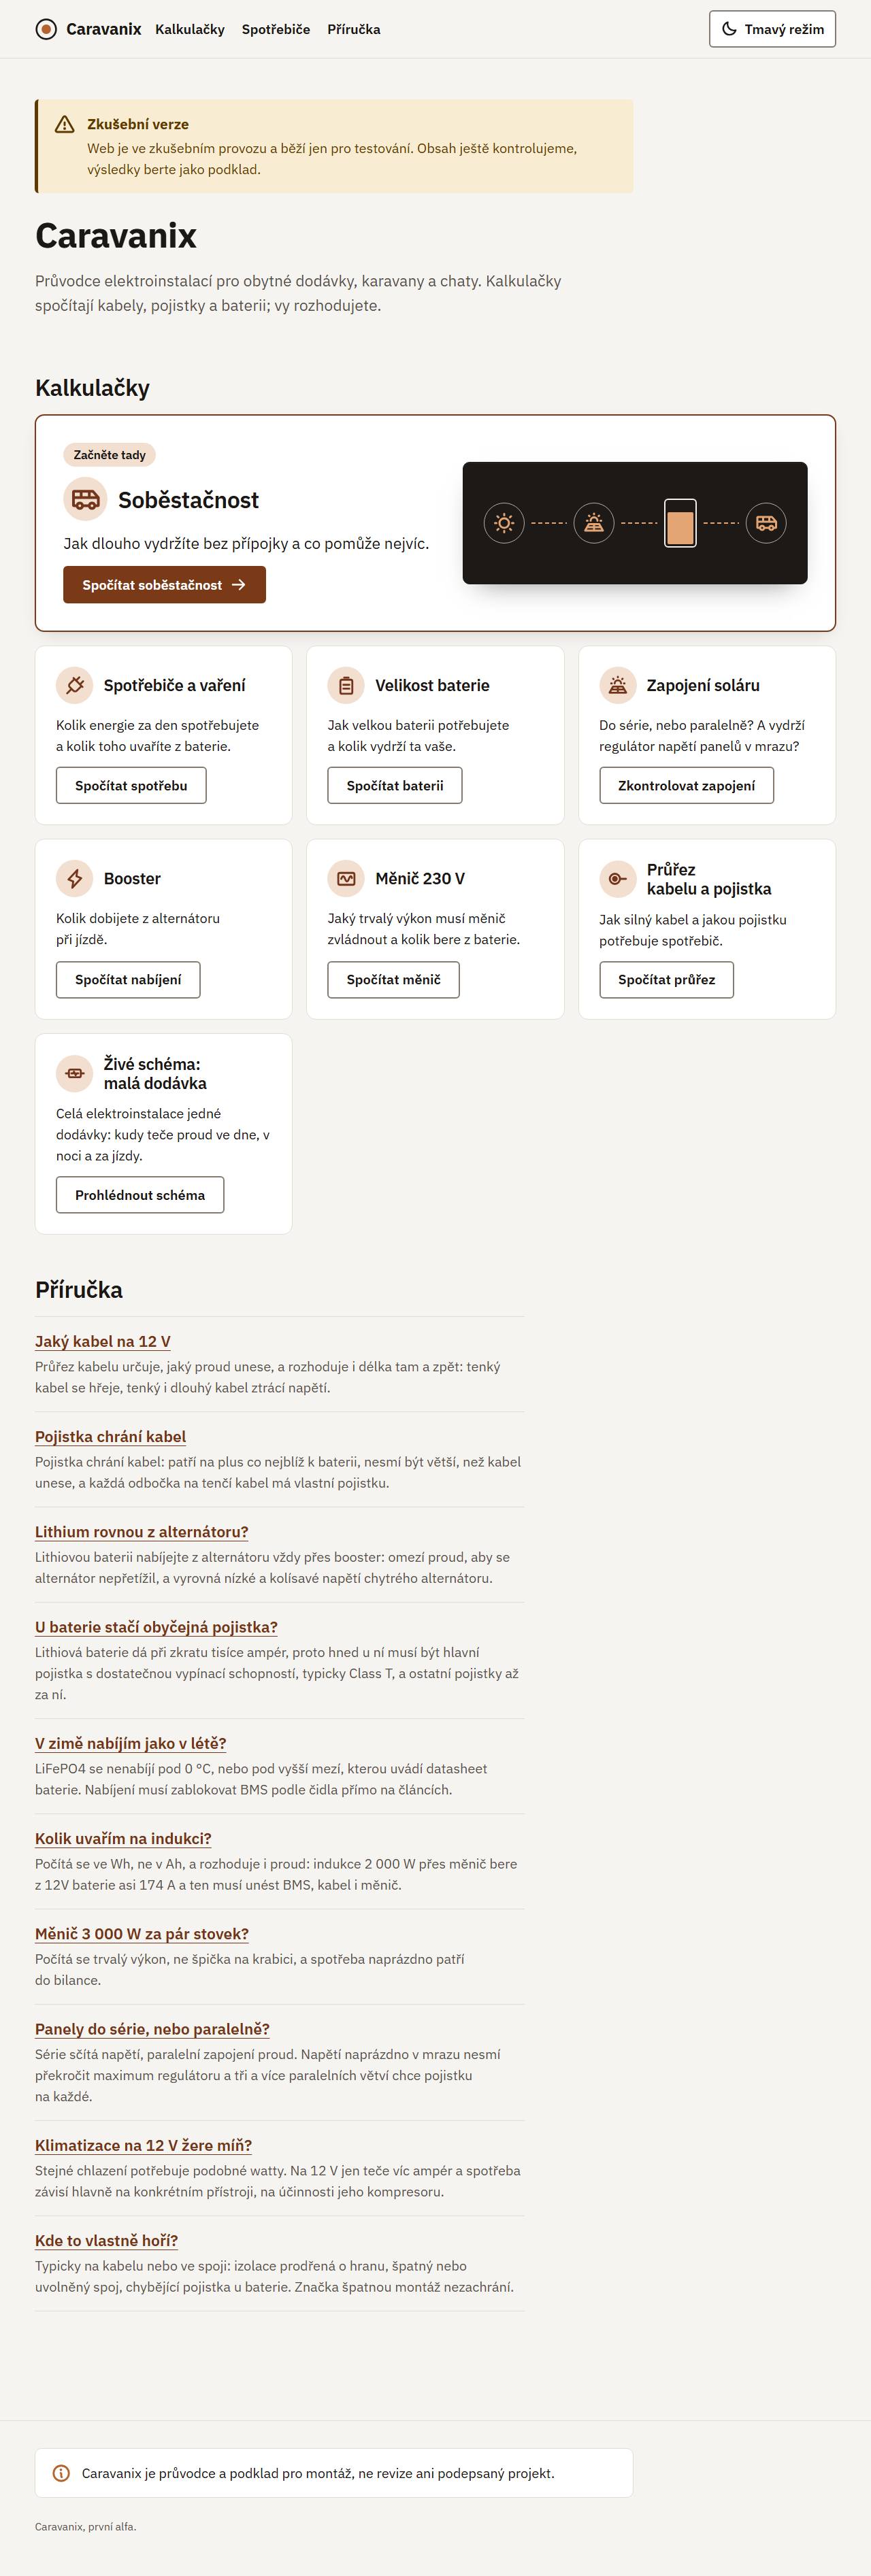 Caravanix Kalkulačky Spotřebiče Příručka Tmavý režim
Zkušební verze
Web je ve zkušebním provozu a běží jen pro testování. Obsah ještě kontrolujeme,
výsledky berte jako podklad.
Caravanix
Průvodce elektroinstalací pro obytné dodávky, karavany a chaty. Kalkulačky
spočítají kabely, pojistky a baterii; vy rozhodujete.
Kalkulačky
Začněte tady
Soběstačnost
Jak dlouho vydržíte bez přípojky a co pomůže nejvíc.
Spočítat soběstačnost
Spotřebiče a vaření
Kolik energie za den spotřebujete
a kolik toho uvaříte z baterie.
Spočítat spotřebu
Velikost baterie
Jak velkou baterii potřebujete
a kolik vydrží ta vaše.
Spočítat baterii
Zapojení soláru
Do série, nebo paralelně? A vydrží
regulátor napětí panelů v mrazu?
Zkontrolovat zapojení
Booster
Kolik dobijete z alternátoru
při jízdě.
Spočítat nabíjení
Měnič 230 V
Jaký trvalý výkon musí měnič
zvládnout a kolik bere z baterie.
Spočítat měnič
Průřez
kabelu a pojistka
Jak silný kabel a jakou pojistku
potřebuje spotřebič.
Spočítat průřez
Živé schéma:
malá dodávka
Celá elektroinstalace jedné
dodávky: kudy teče proud ve dne, v
noci a za jízdy.
Prohlédnout schéma
Příručka
Jaký kabel na 12 V
Průřez kabelu určuje, jaký proud unese, a rozhoduje i délka tam a zpět: tenký
kabel se hřeje, tenký i dlouhý kabel ztrácí napětí.
Pojistka chrání kabel
Pojistka chrání kabel: patří na plus co nejblíž k baterii, nesmí být větší, než kabel
unese, a každá odbočka na tenčí kabel má vlastní pojistku.
Lithium rovnou z alternátoru?
Lithiovou baterii nabíjejte z alternátoru vždy přes booster: omezí proud, aby se
alternátor nepřetížil, a vyrovná nízké a kolísavé napětí chytrého alternátoru.
U baterie stačí obyčejná pojistka?
Lithiová baterie dá při zkratu tisíce ampér, proto hned u ní musí být hlavní
pojistka s dostatečnou vypínací schopností, typicky Class T, a ostatní pojistky až
za ní.
V zimě nabíjím jako v létě?
LiFePO4 se nenabíjí pod 0 °C, nebo pod vyšší mezí, kterou uvádí datasheet
baterie. Nabíjení musí zablokovat BMS podle čidla přímo na článcích.
Kolik uvařím na indukci?
Počítá se ve Wh, ne v Ah, a rozhoduje i proud: indukce 2 000 W přes měnič bere
z 12V baterie asi 174 A a ten musí unést BMS, kabel i měnič.
Měnič 3 000 W za pár stovek?
Počítá se trvalý výkon, ne špička na krabici, a spotřeba naprázdno patří
do bilance.
Panely do série, nebo paralelně?
Série sčítá napětí, paralelní zapojení proud. Napětí naprázdno v mrazu nesmí
překročit maximum regulátoru a tři a více paralelních větví chce pojistku
na každé.
Klimatizace na 12 V žere míň?
Stejné chlazení potřebuje podobné watty. Na 12 V jen teče víc ampér a spotřeba
závisí hlavně na konkrétním přístroji, na účinnosti jeho kompresoru.
Kde to vlastně hoří?
Typicky na kabelu nebo ve spoji: izolace prodřená o hranu, špatný nebo
uvolněný spoj, chybějící pojistka u baterie. Značka špatnou montáž nezachrání.
Caravanix je průvodce a podklad pro montáž, ne revize ani podepsaný projekt.
Caravanix, první alfa.